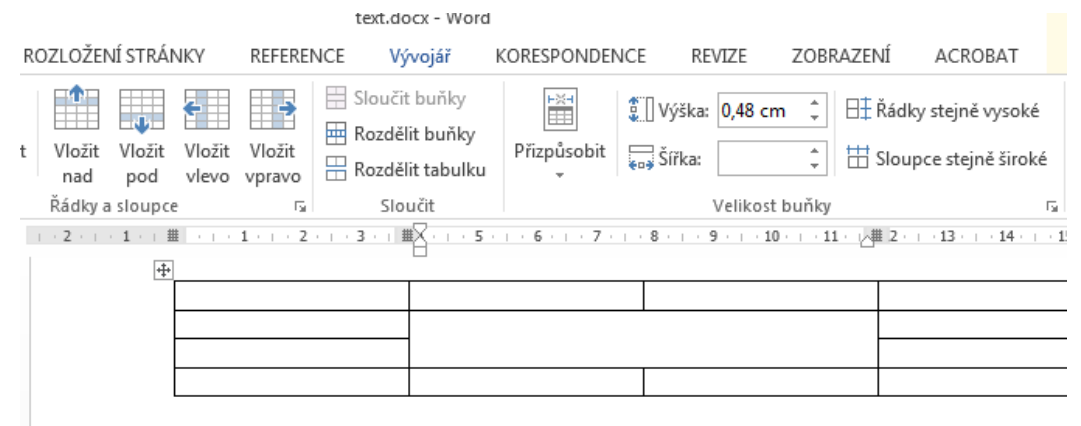 text.docx - Word
ROZLOŽENÍ STRÁNKY REFERENCE Vývojář KORESPONDENCE REVIZE ZOBRAZENÍ ACROBAT
t Vložit nad Vložit pod Vložit vlevo Vložit vpravo
Sloučit buňky
Rozdělit buňky
Rozdělit tabulku
Přizpůsobit
Výška: 0,48 cm
Šířka:
Řádky stejně vysoké
Sloupce stejně široké
Řádky a sloupce Sloučit Velikost buňky
2 1 1 2 3 5 6 7 8 9 10 11 2 13 14 15